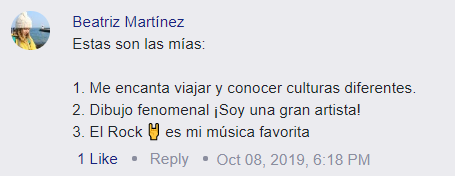 Beatriz Martínez
Estas son las mías:
1. Me encanta viajar y conocer culturas diferentes.
2. Dibujo fenomenal ¡Soy una gran artista!
3. El Rock 🤘 es mi música favorita
1 Like • Reply • Oct 08, 2019, 6:18 PM